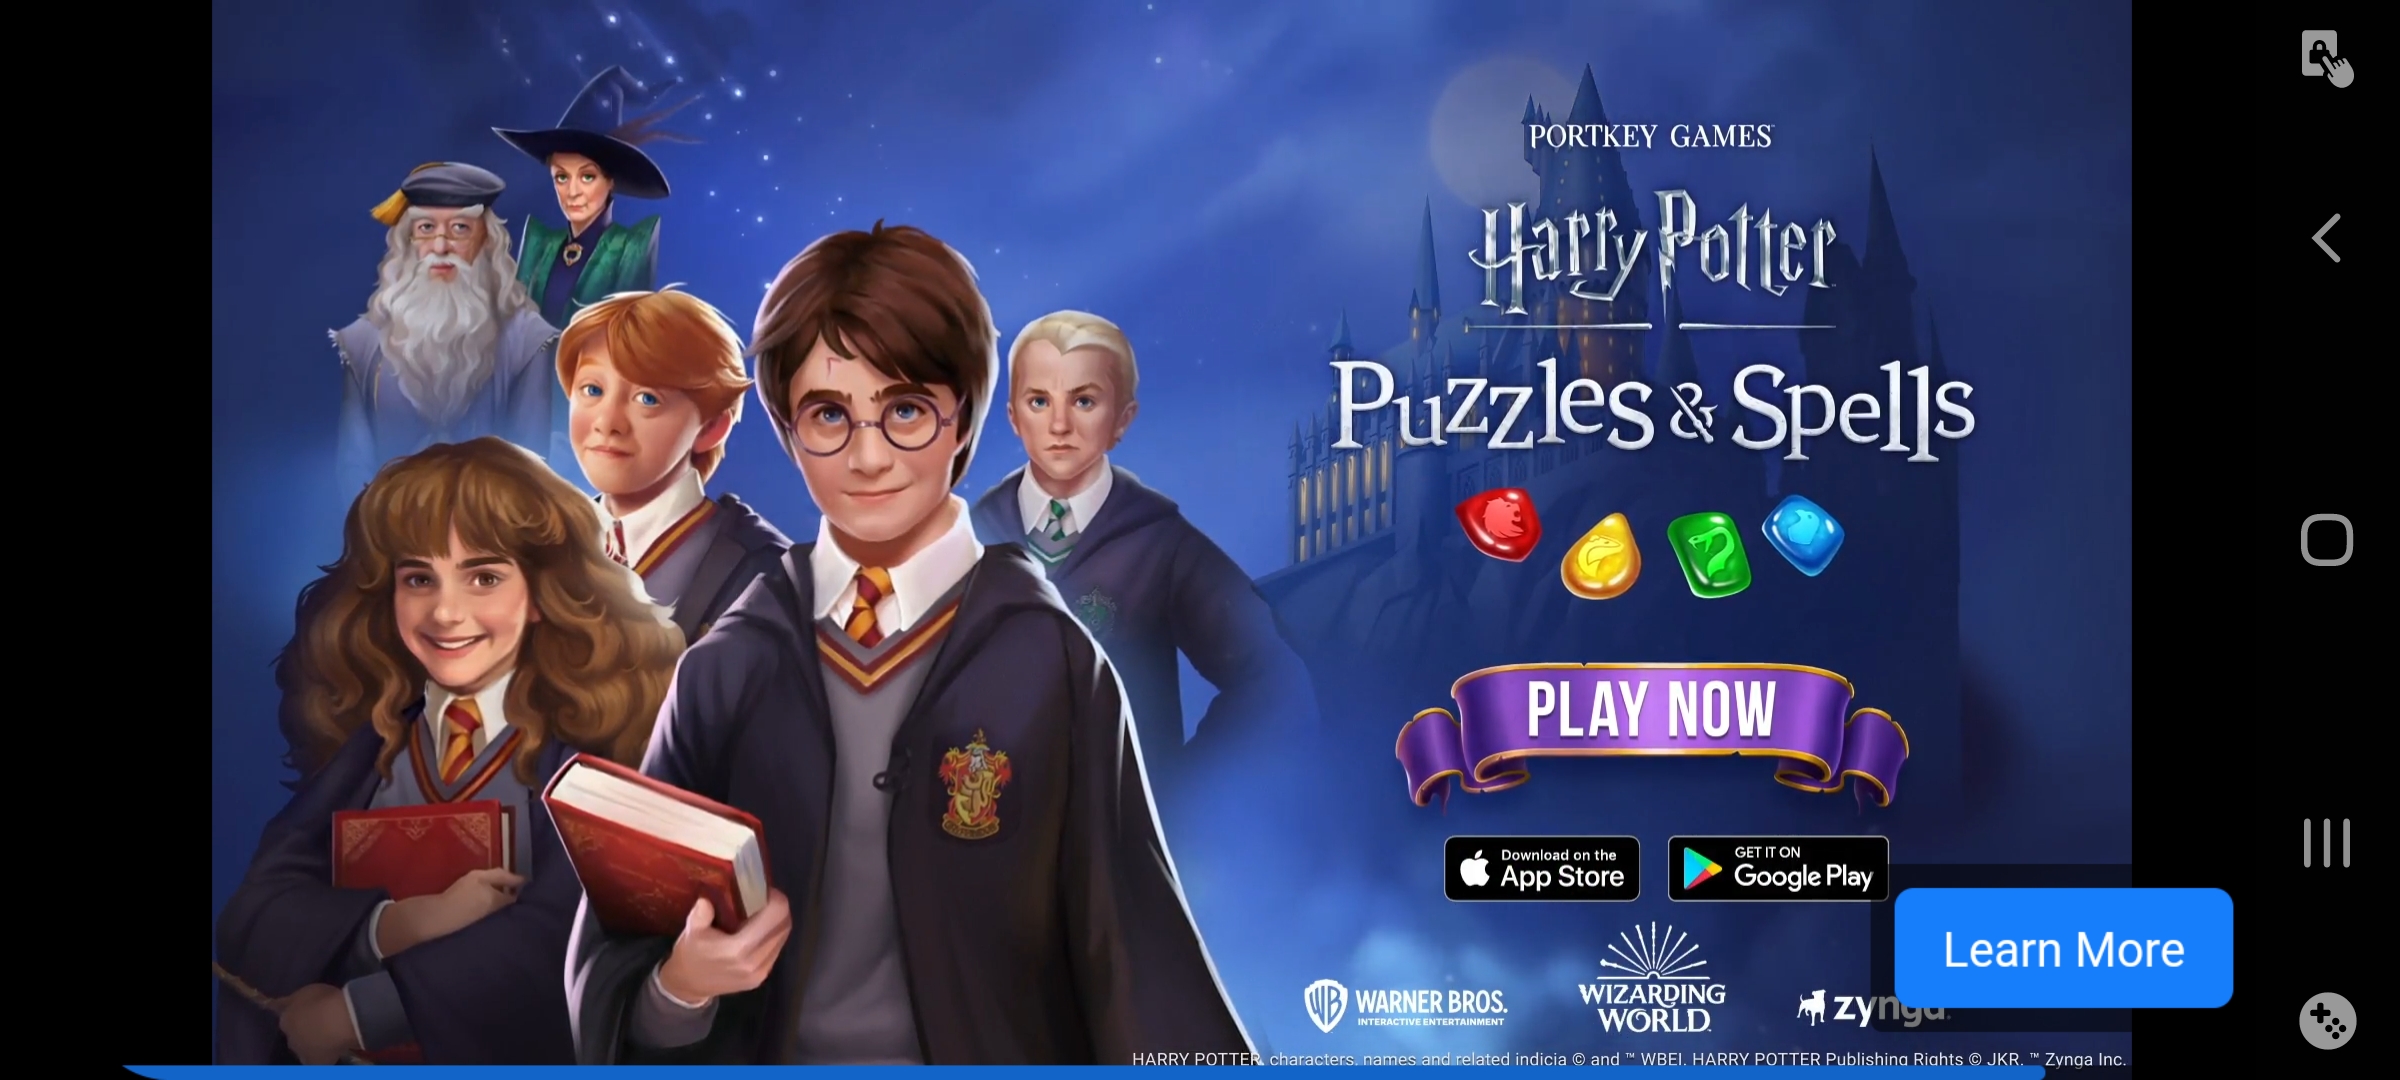 PORTKEY GAMES
Harry Potter
Puzzles & Spells
PLAY NOW
Download on the
App Store
GET IT ON
Google Play
Learn More
WB WARNER BROS.
INTERACTIVE ENTERTAINMENT
WIZARDING
WORLD
zynga
HARRY POTTER, characters, names and related indicia © and ™ WBEI. HARRY POTTER Publishing Rights © JKR. ™ Zynga Inc.